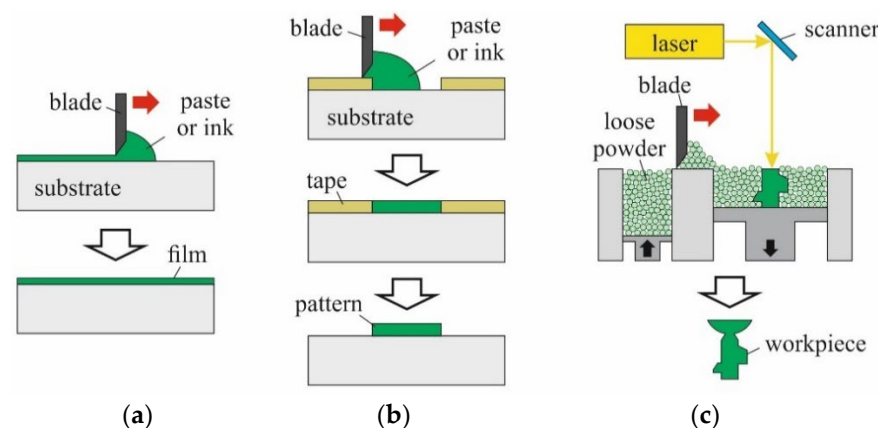 blade
paste
or ink
substrate
film
(a)
blade
paste
or ink
substrate
tape
pattern
(b)
laser
scanner
blade
loose
powder
workpiece
(c)